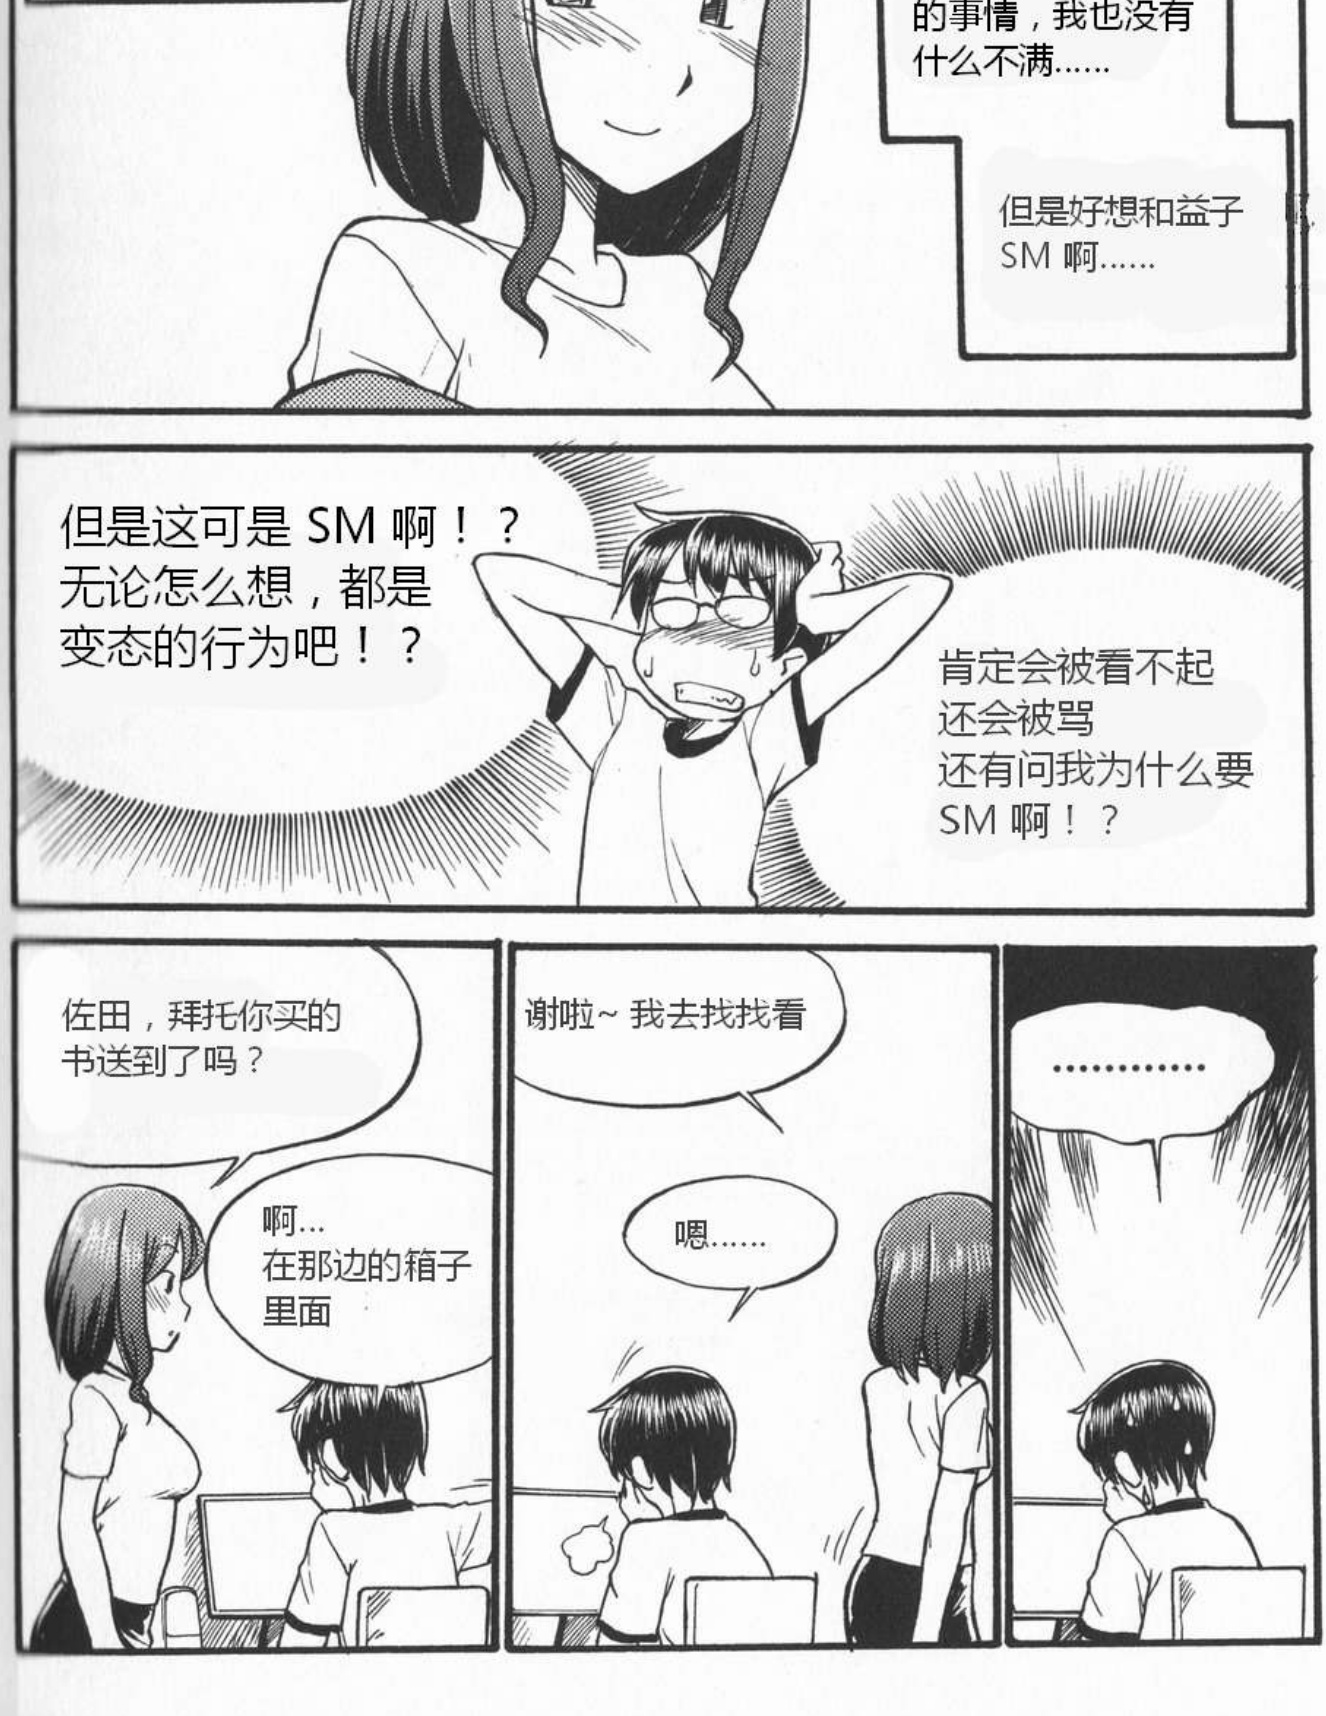 的事情，我也没有
什么不满……
但是好想和益子
SM 啊……
但是这可是 SM 啊！？
无论怎么想，都是
变态的行为吧！？
肯定会被看不起
还会被骂
还有问我为什么要
SM 啊！？
佐田，拜托你买的
书送到了吗？
啊…
在那边的箱子
里面
谢啦~ 我去找找看
嗯……
…………